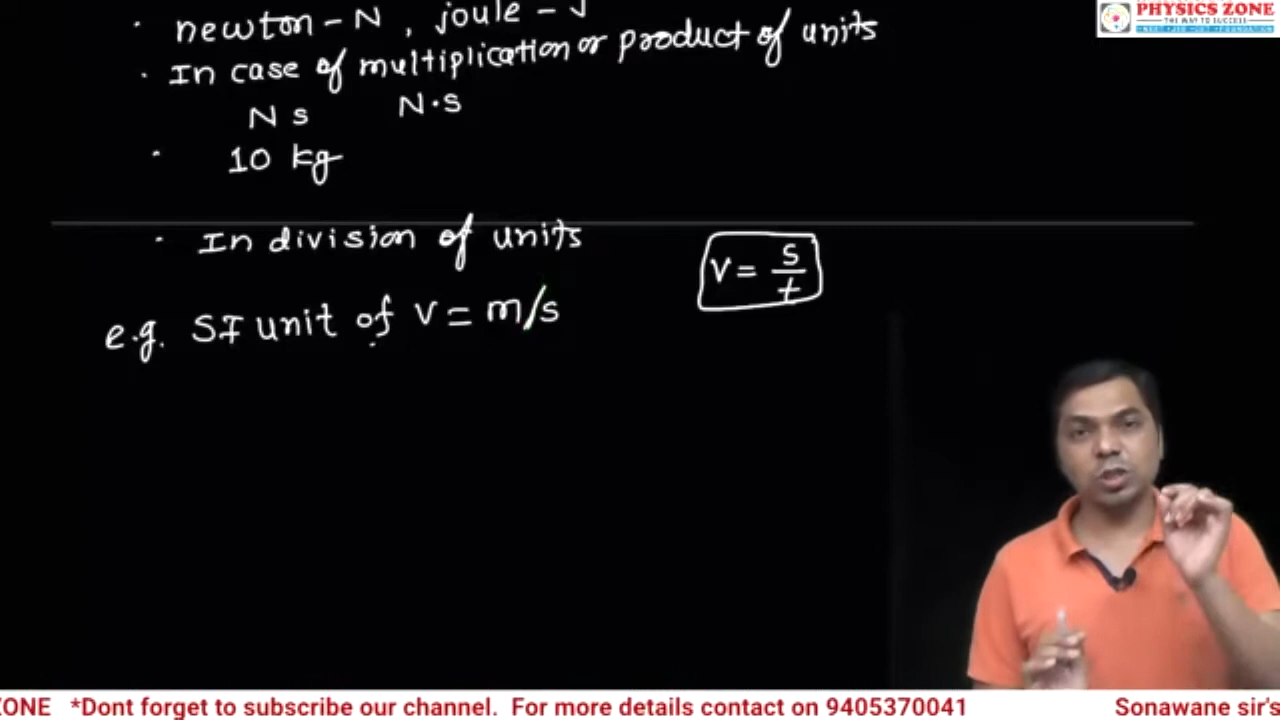 · newton - N , joule - J
· In case of multiplication or product of units
N s N·s
· 10 kg
· In division of units
v = s/t
e.g. SI unit of v = m/s
PHYSICS ZONE
THE WAY TO SUCCESS
ZONE *Dont forget to subscribe our channel. For more details contact on 9405370041 Sonawane sir's